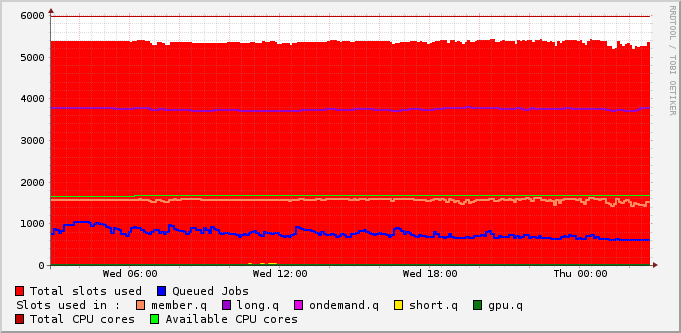 6000
5000
4000
3000
2000
1000
0
Wed 06:00 Wed 12:00 Wed 18:00 Thu 00:00
Total slots used Queued Jobs
Slots used in : member.q long.q ondemand.q short.q gpu.q
Total CPU cores Available CPU cores
RRDTOOL / TOBI OETIKER